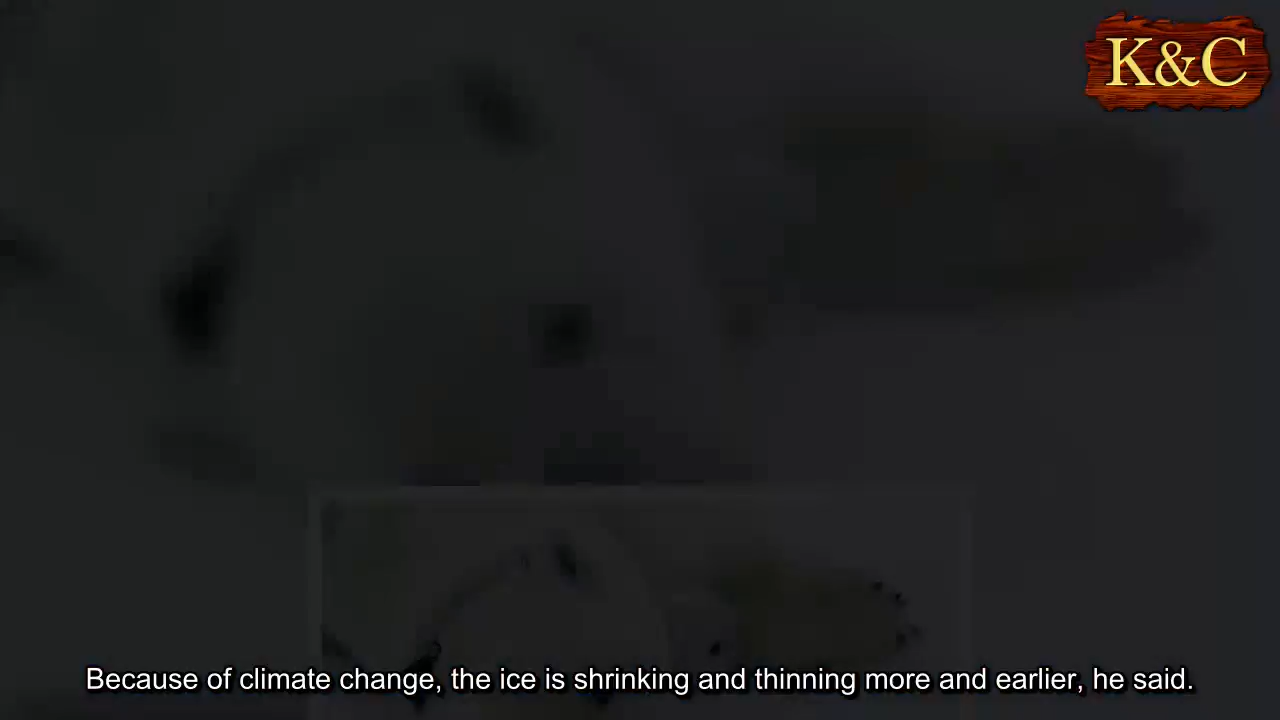 K&C
Because of climate change, the ice is shrinking and thinning more and earlier, he said.